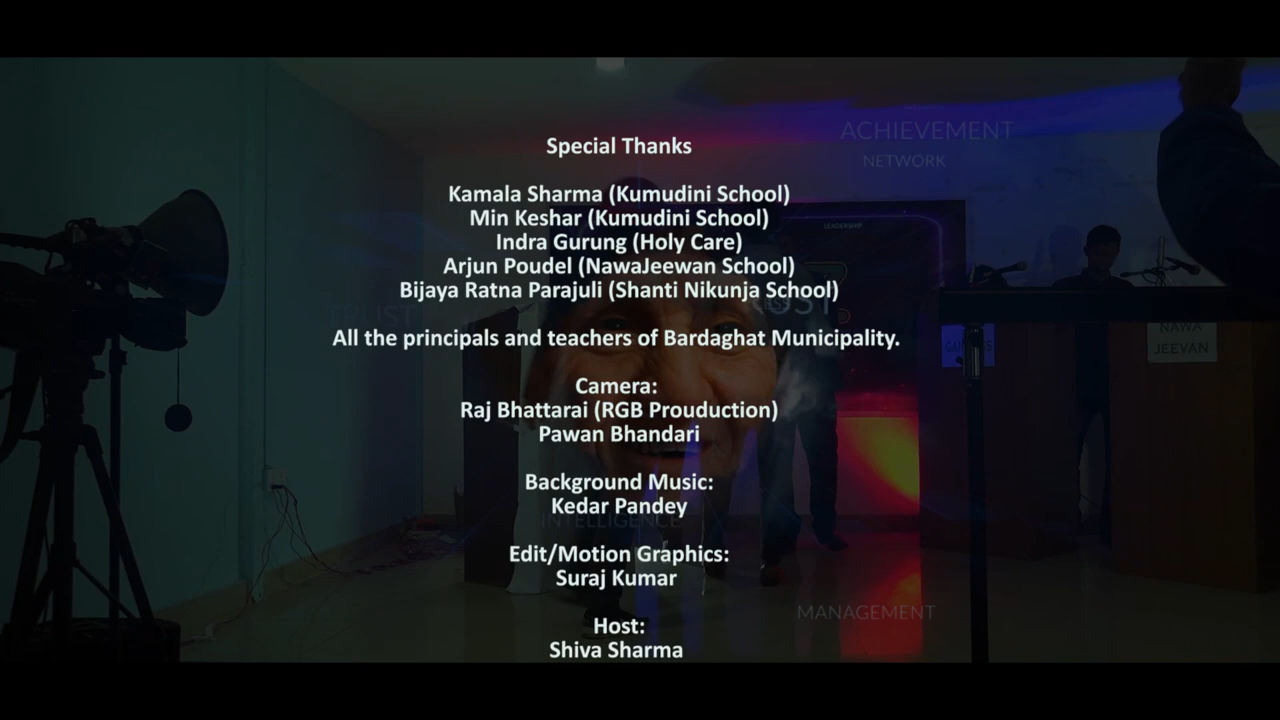 ACHIEVEMENT
NETWORK
Special Thanks
Kamala Sharma (Kumudini School)
Min Keshar (Kumudini School)
LEADERSHIP
Indra Gurung (Holy Care)
Arjun Poudel (NawaJeewan School)
Bijaya Ratna Parajuli (Shanti Nikunja School)
TRUST
All the principals and teachers of Bardaghat Municipality.
NAWA
JEEVAN
Camera:
Raj Bhattarai (RGB Prouduction)
Pawan Bhandari
Background Music:
Kedar Pandey
INTELLIGENCE
Edit/Motion Graphics:
Suraj Kumar
MANAGEMENT
Host:
Shiva Sharma